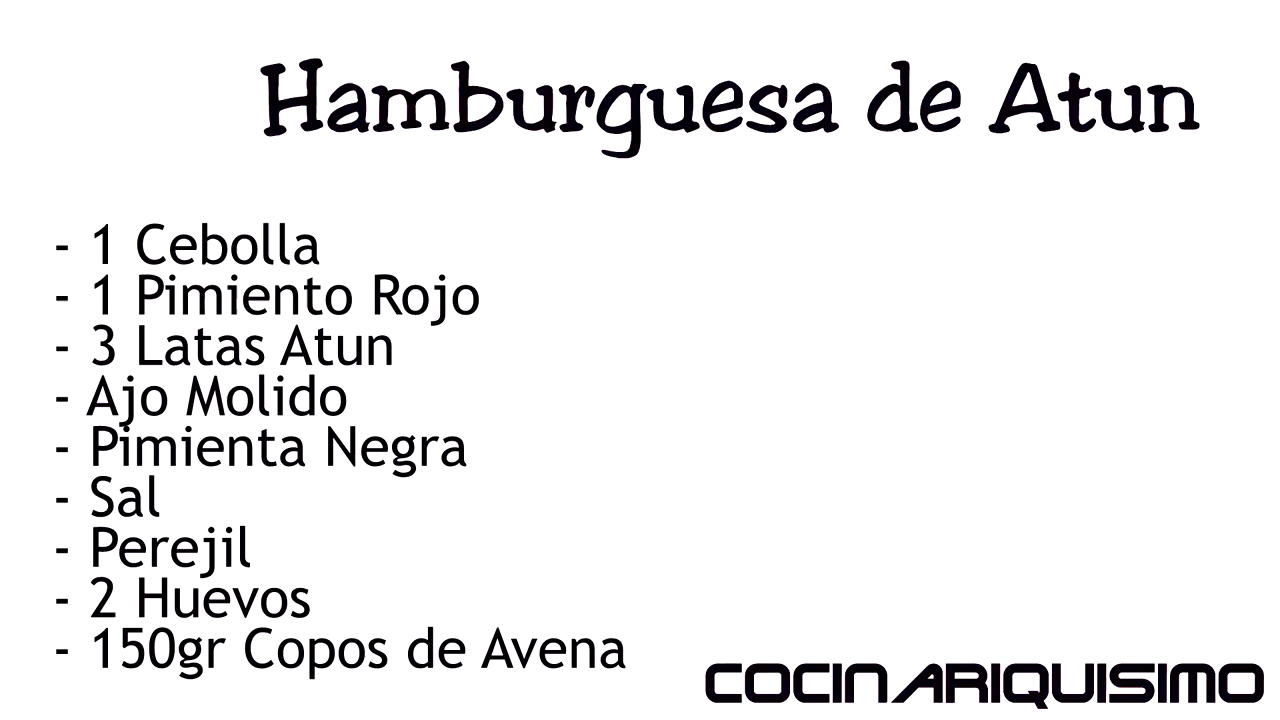 Hamburguesa de Atun
- 1 Cebolla
- 1 Pimiento Rojo
- 3 Latas Atun
- Ajo Molido
- Pimienta Negra
- Sal
- Perejil
- 2 Huevos
- 150gr Copos de Avena
COCINARIQUISIMO